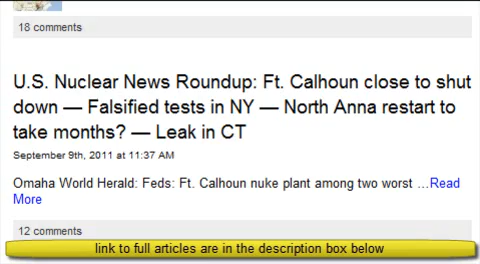 18 comments
U.S. Nuclear News Roundup: Ft. Calhoun close to shut
down — Falsified tests in NY — North Anna restart to
take months? — Leak in CT
September 9th, 2011 at 11:37 AM
Omaha World Herald: Feds: Ft. Calhoun nuke plant among two worst ...Read
More
12 comments
link to full articles are in the description box below